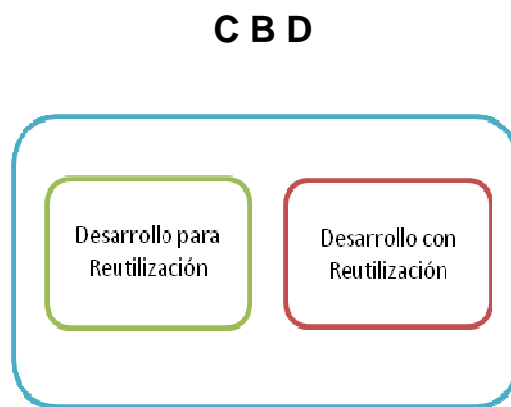 C B D
Desarrollo para
Reutilización
Desarrollo con
Reutilización